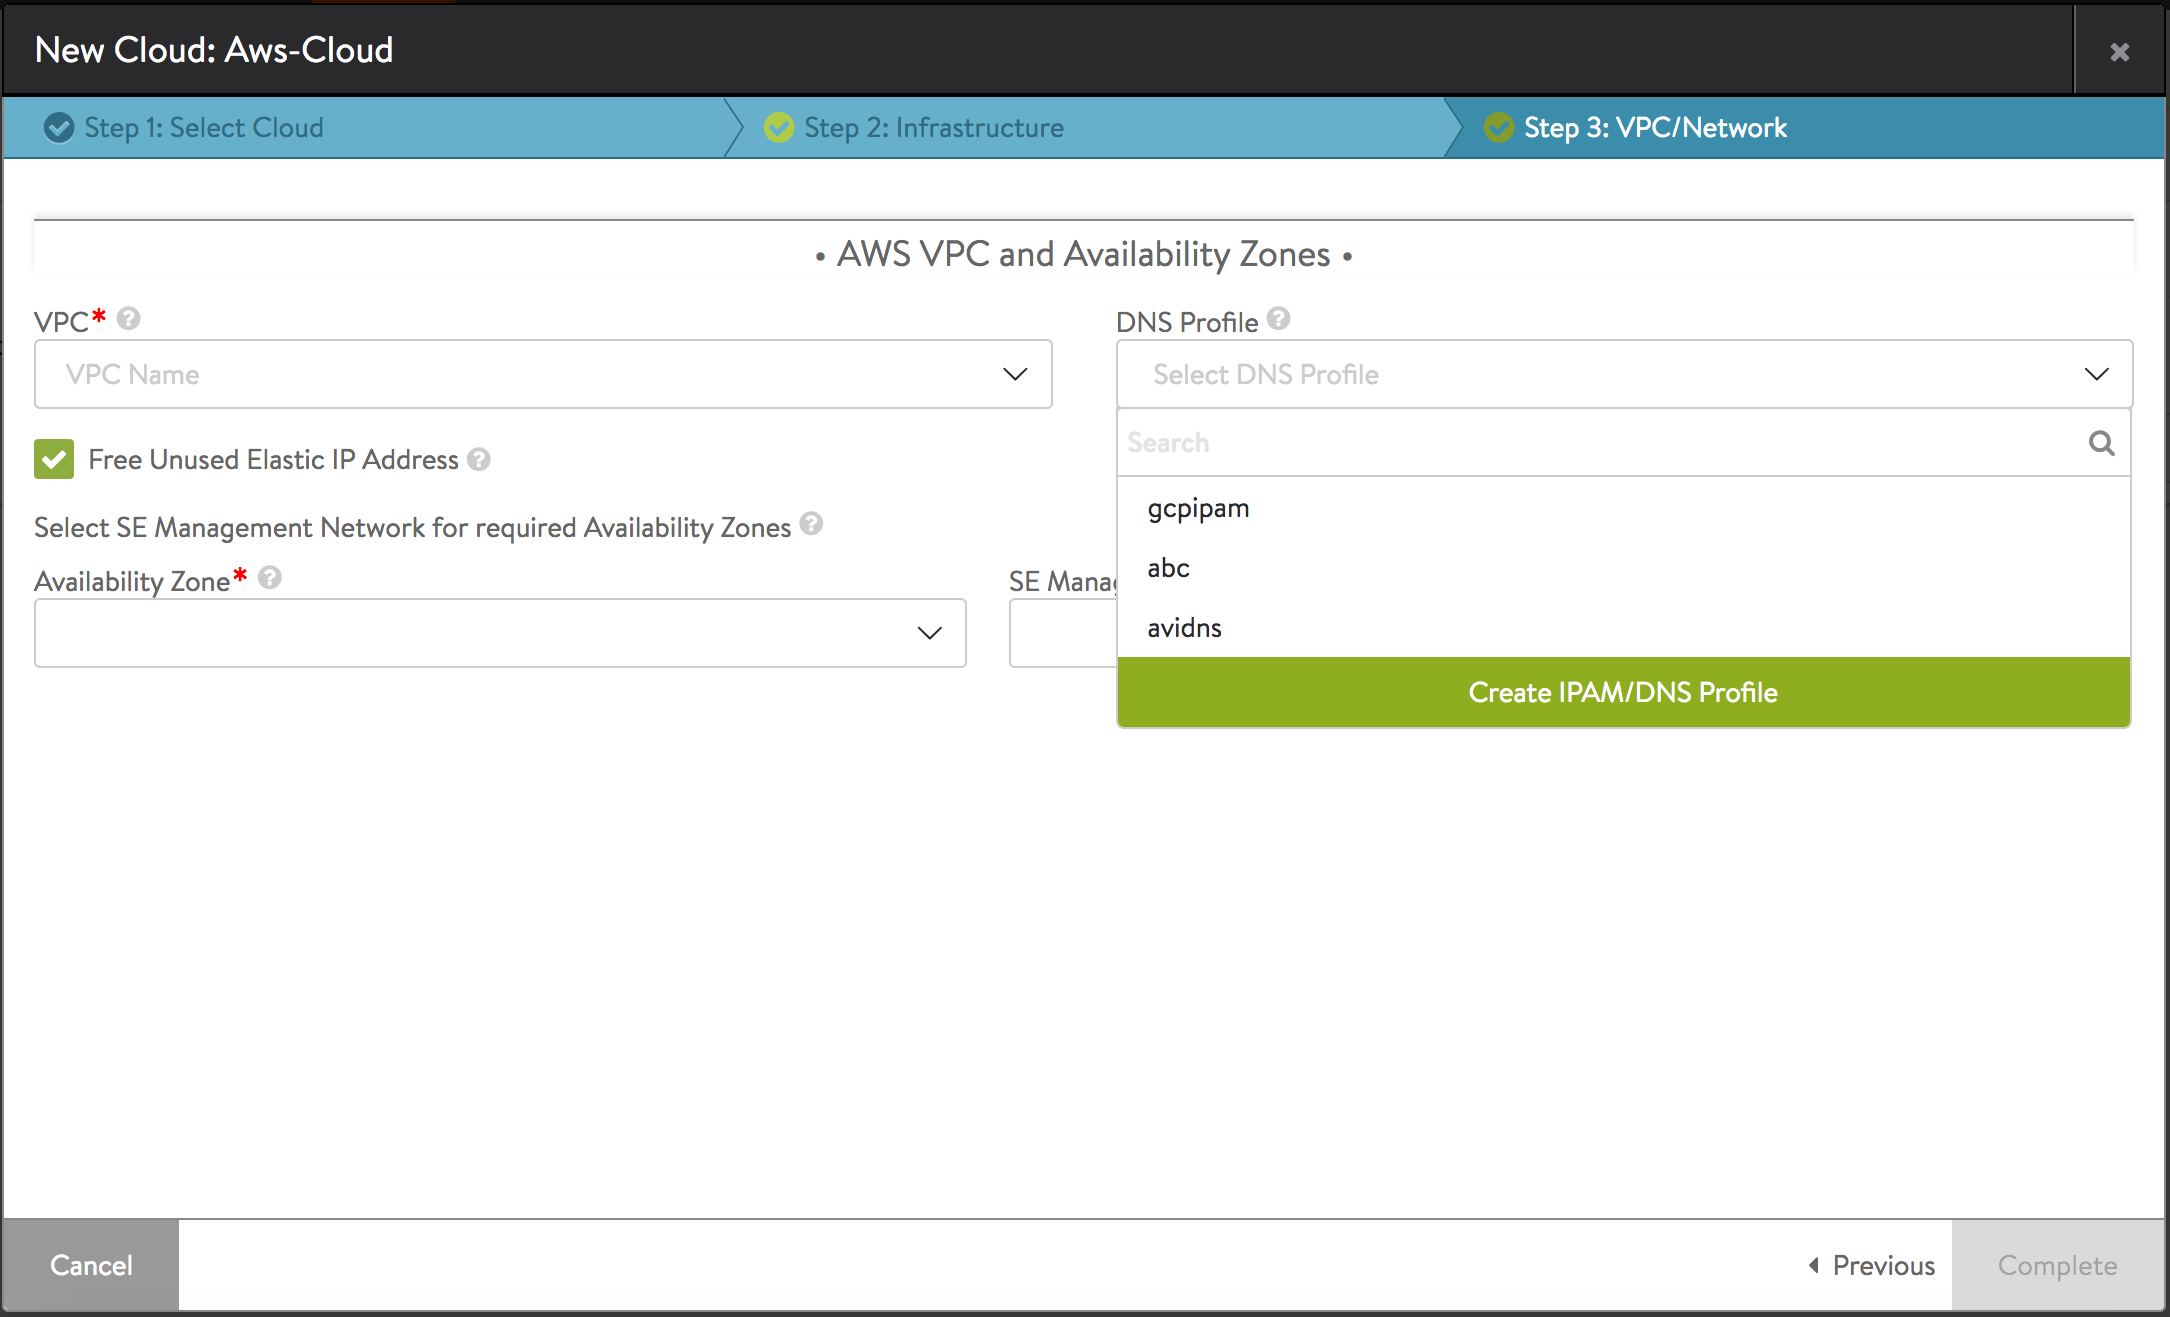 New Cloud: Aws-Cloud
Step 1: Select Cloud
Step 2: Infrastructure
Step 3: VPC/Network
• AWS VPC and Availability Zones •
VPC*
DNS Profile
VPC Name
Select DNS Profile
Search
Free Unused Elastic IP Address
gcpipam
Select SE Management Network for required Availability Zones
abc
Availability Zone*
SE Manag
avidns
Create IPAM/DNS Profile
Cancel
Previous
Complete